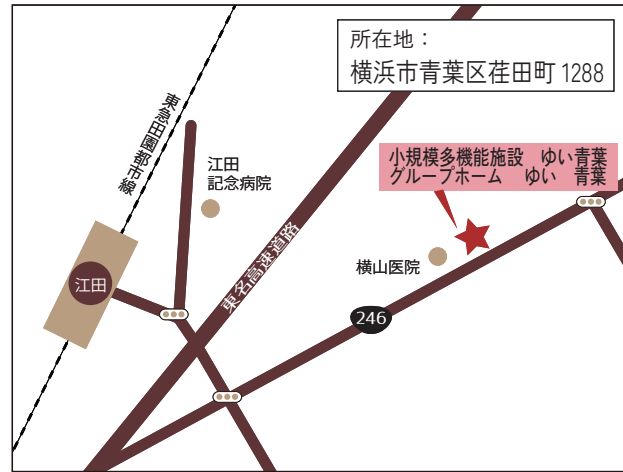 所在地：
横浜市青葉区荏田町 1288
東急田園都市線
江田
記念病院
小規模多機能施設　ゆい青葉
グループホーム　ゆい　青葉
東名高速道路
横山医院
江田
246